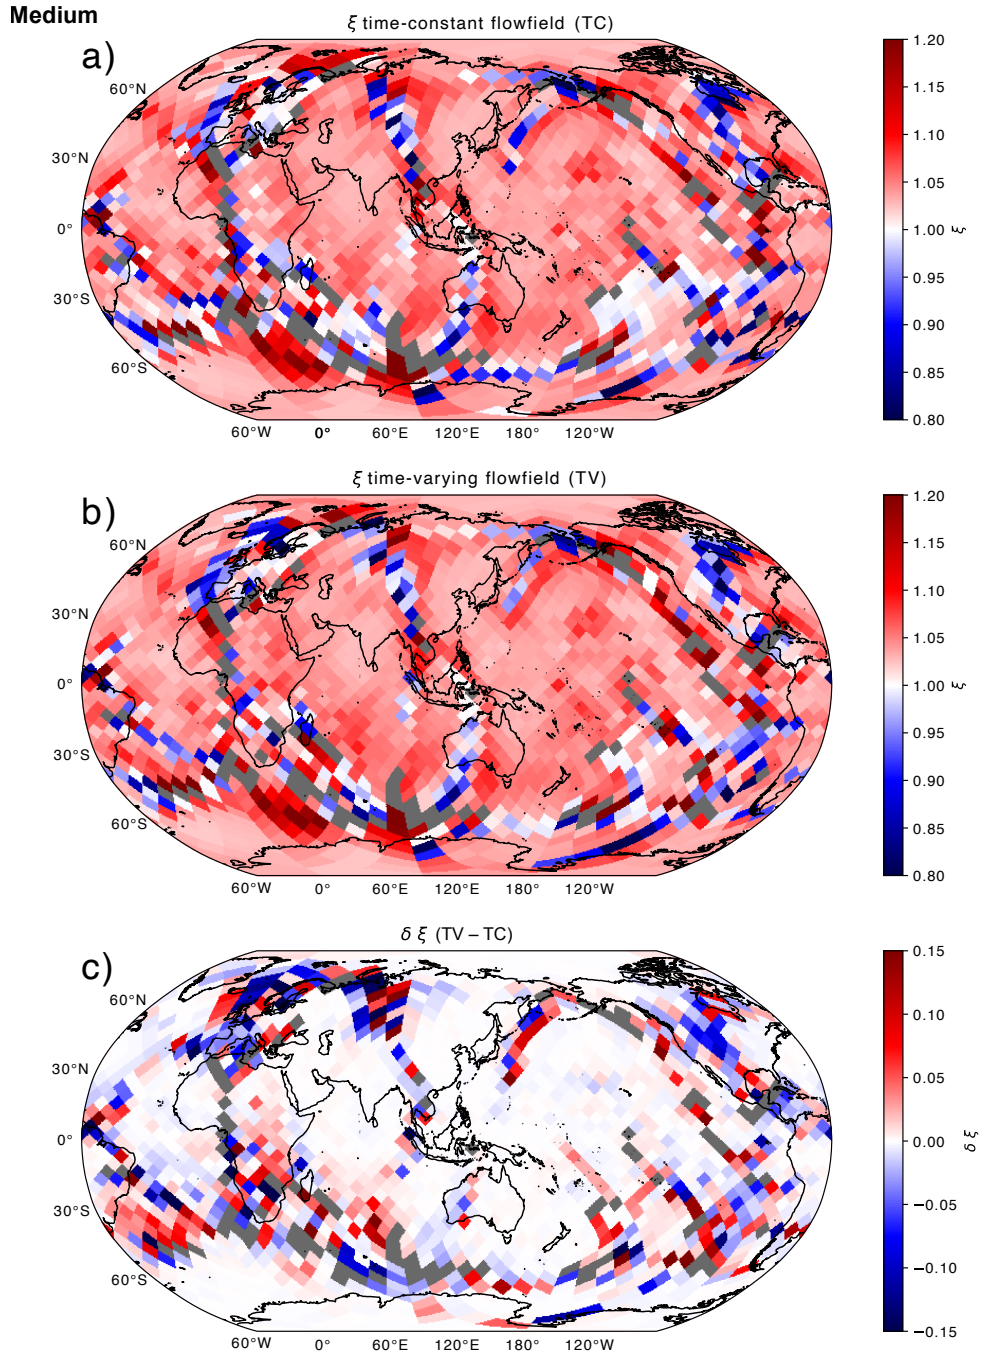 Medium
ξ time-constant flowfield (TC)
a)
60°N
30°N
0°
30°S
60°S
60°W 0° 60°E 120°E 180° 120°W
1.20
1.15
1.10
1.05
1.00
0.95
0.90
0.85
0.80
ξ
ξ time-varying flowfield (TV)
b)
60°N
30°N
0°
30°S
60°S
60°W 0° 60°E 120°E 180° 120°W
1.20
1.15
1.10
1.05
1.00
0.95
0.90
0.85
0.80
ξ
δ ξ (TV – TC)
c)
60°N
30°N
0°
30°S
60°S
60°W 0° 60°E 120°E 180° 120°W
0.15
0.10
0.05
0.00
−0.05
−0.10
−0.15
δ ξ